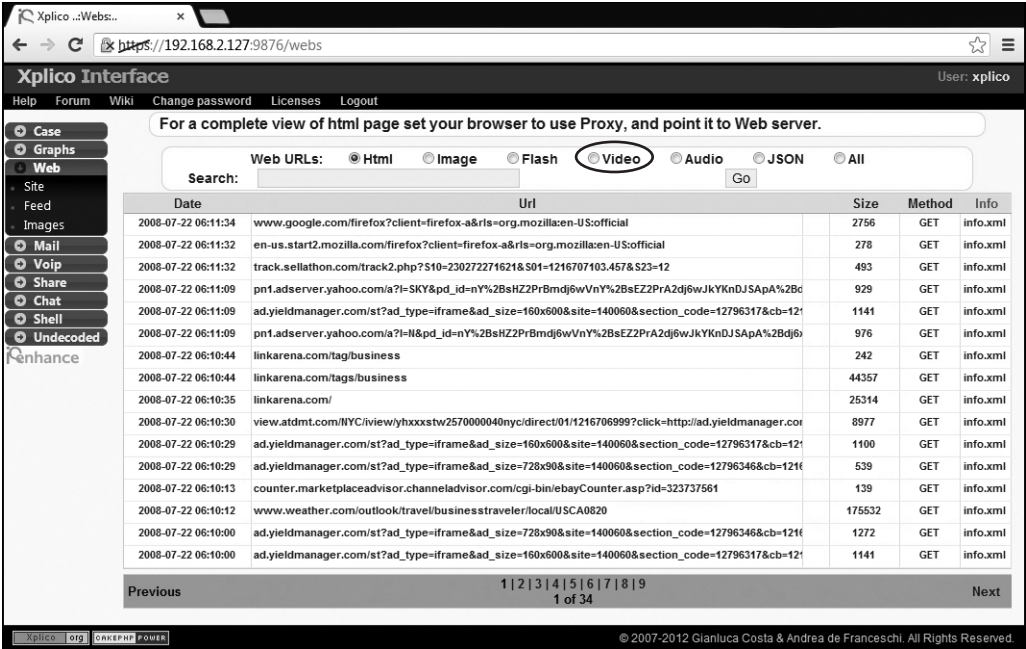 Xplico ..:Webs:.. ×
https://192.168.2.127:9876/webs
Xplico Interface User: xplico
Help Forum Wiki Change password Licenses Logout
For a complete view of html page set your browser to use Proxy, and point it to Web server.
Case
Graphs
Web
Site
Feed
Images
Mail
Voip
Share
Chat
Shell
Undecoded
enhance
Web URLs: Html Image Flash Video Audio JSON All
Search: Go
Date Url Size Method Info
2008-07-22 06:11:34 www.google.com/firefox?client=firefox-a&rls=org.mozilla:en-US:official 2756 GET info.xml
2008-07-22 06:11:32 en-us.start2.mozilla.com/firefox?client=firefox-a&rls=org.mozilla:en-US:official 278 GET info.xml
2008-07-22 06:11:32 track.sellathon.com/track2.php?S10=230272271621&S01=1216707103.457&S23=12 493 GET info.xml
2008-07-22 06:11:09 pn1.adserver.yahoo.com/a?l=SKY&pd_id=nY%2BsHZ2PrBmdj6wVnY%2BsEZ2PrA2dj6wJkYKnDJSApA%2Bd 929 GET info.xml
2008-07-22 06:11:09 ad.yieldmanager.com/st?ad_type=iframe&ad_size=160x600&site=140060&section_code=12796317&cb=121 1141 GET info.xml
2008-07-22 06:11:09 pn1.adserver.yahoo.com/a?l=N&pd_id=nY%2BsHZ2PrBmdj6wVnY%2BsEZ2PrA2dj6wJkYKnDJSApA%2Bdj6 976 GET info.xml
2008-07-22 06:10:44 linkarena.com/tag/business 242 GET info.xml
2008-07-22 06:10:44 linkarena.com/tags/business 44357 GET info.xml
2008-07-22 06:10:35 linkarena.com/ 25314 GET info.xml
2008-07-22 06:10:30 view.atdmt.com/NYC/iview/yhxxxstw2570000040nyc/direct/01/1216706999?click=http://ad.yieldmanager.com 8977 GET info.xml
2008-07-22 06:10:29 ad.yieldmanager.com/st?ad_type=iframe&ad_size=160x600&site=140060&section_code=12796317&cb=121 1100 GET info.xml
2008-07-22 06:10:29 ad.yieldmanager.com/st?ad_type=iframe&ad_size=728x90&site=140060&section_code=12796346&cb=1216 539 GET info.xml
2008-07-22 06:10:13 counter.marketplaceadvisor.channeladvisor.com/cgi-bin/ebayCounter.asp?id=323737561 139 GET info.xml
2008-07-22 06:10:12 www.weather.com/outlook/travel/businesstraveler/local/USCA0820 175532 GET info.xml
2008-07-22 06:10:00 ad.yieldmanager.com/st?ad_type=iframe&ad_size=728x90&site=140060&section_code=12796346&cb=1216 1272 GET info.xml
2008-07-22 06:10:00 ad.yieldmanager.com/st?ad_type=iframe&ad_size=160x600&site=140060&section_code=12796317&cb=121 1141 GET info.xml
Previous 1 | 2 | 3 | 4 | 5 | 6 | 7 | 8 | 9 Next
1 of 34
Xplico org CAKEPHP POWER © 2007-2012 Gianluca Costa & Andrea de Franceschi. All Rights Reserved.